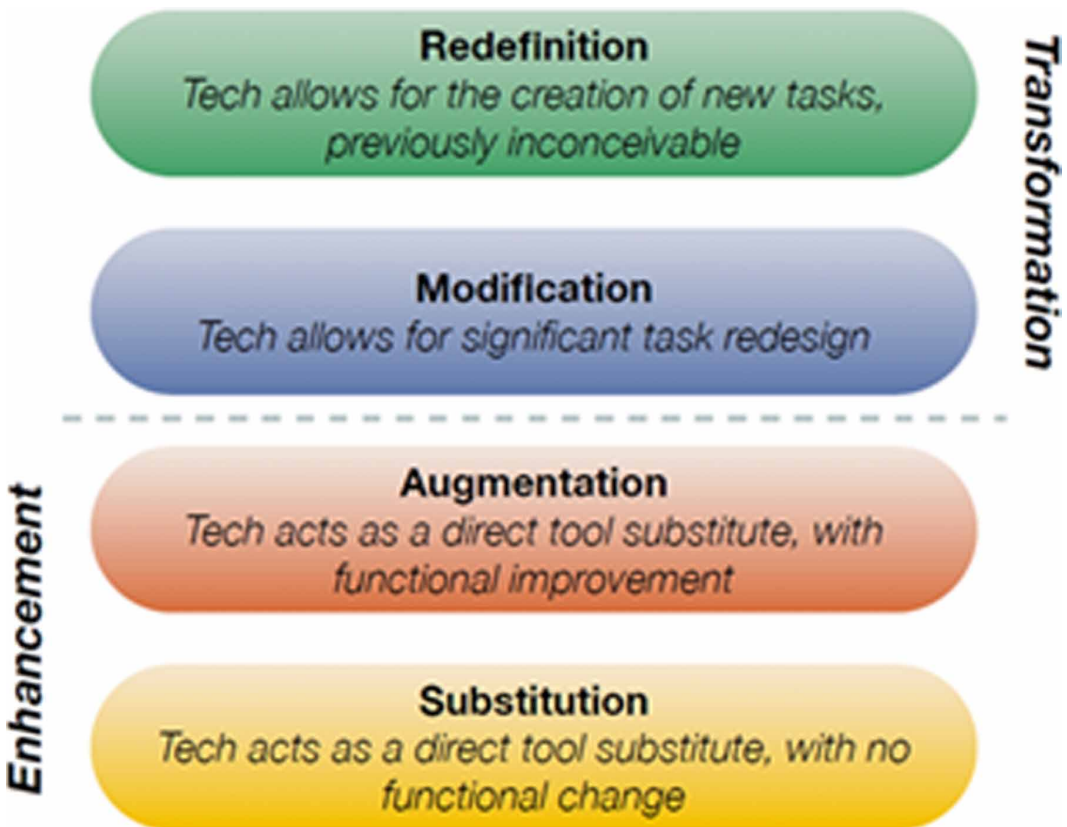 Redefinition
Tech allows for the creation of new tasks,
previously inconceivable
Transformation
Modification
Tech allows for significant task redesign
Enhancement
Augmentation
Tech acts as a direct tool substitute, with
functional improvement
Substitution
Tech acts as a direct tool substitute, with no
functional change